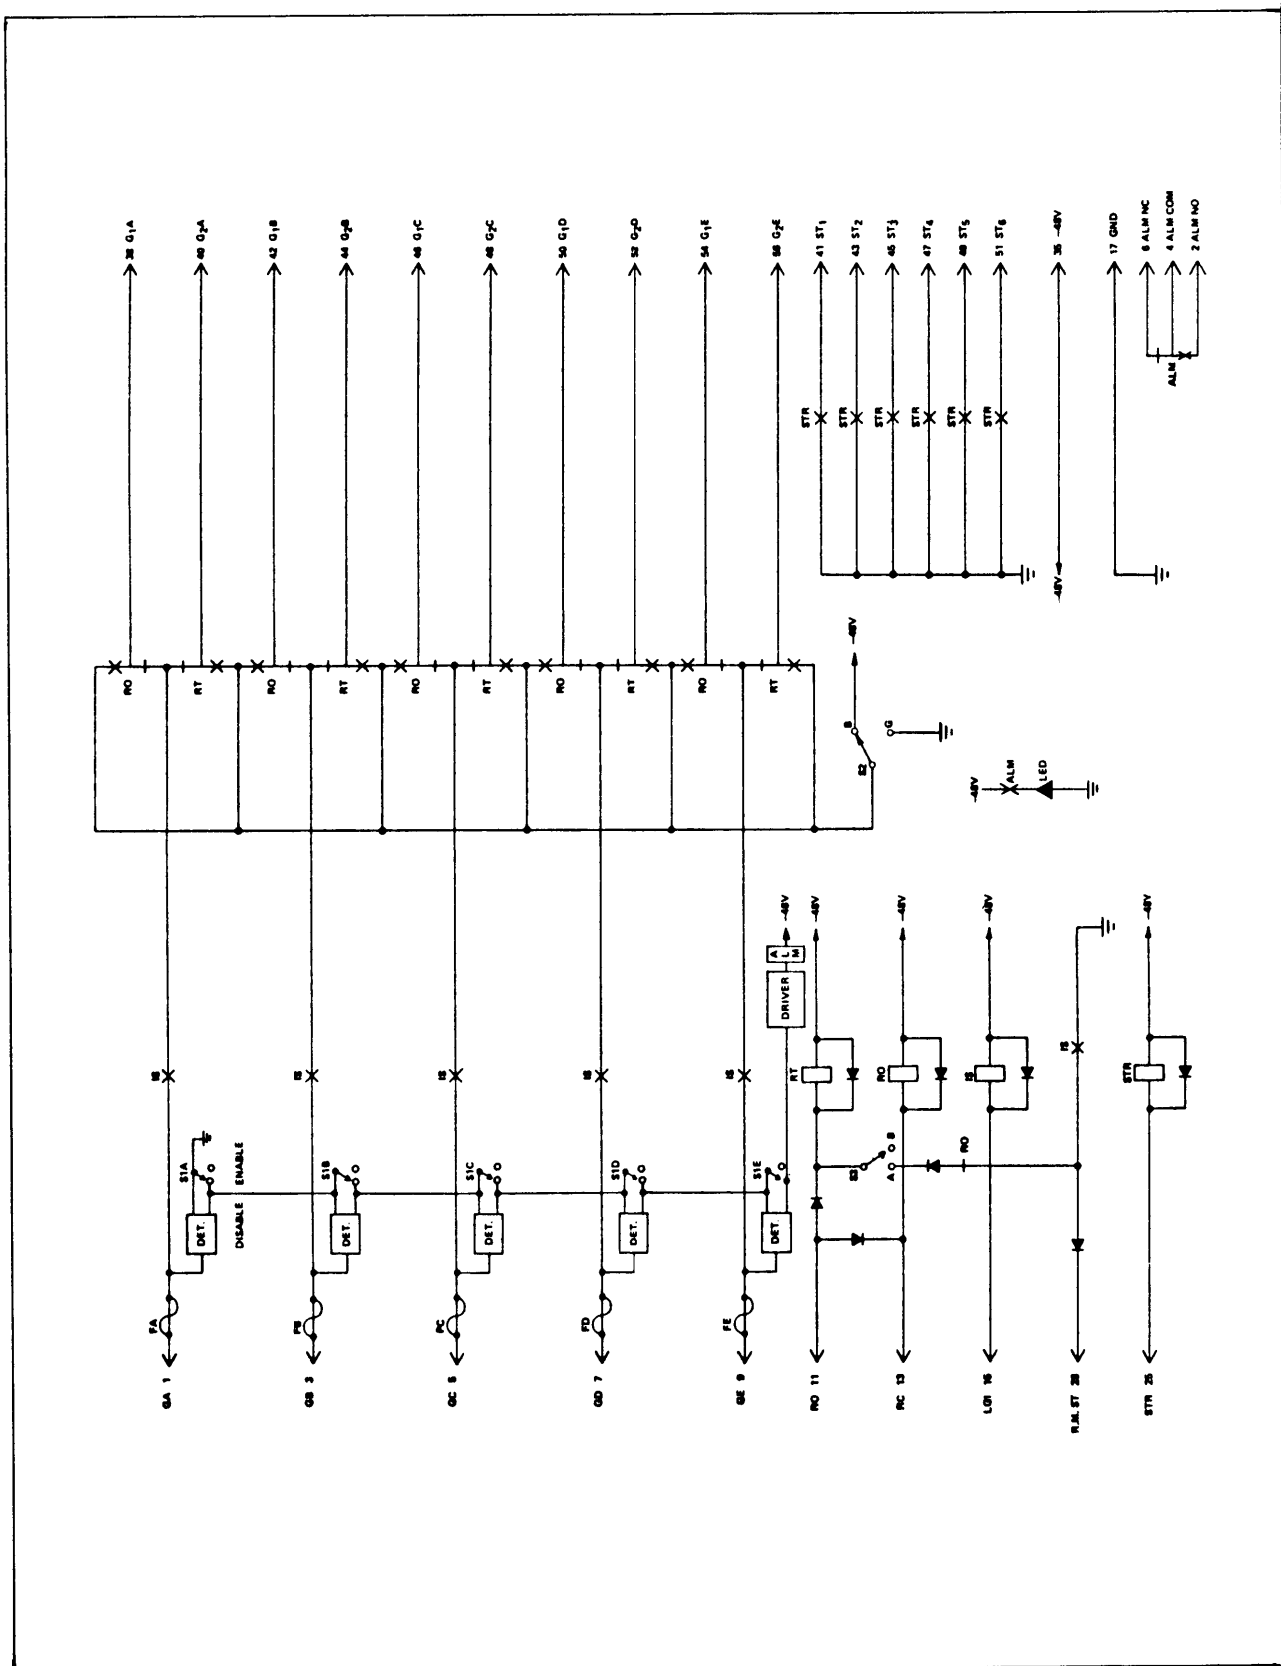 GA 1
FA
DET.
S1A
DISABLE ENABLE
IS
RO
RT
38 G1A
40 G2A
GB 3
FB
DET.
S1B
IS
RO
RT
42 G1B
44 G2B
GC 5
FC
DET.
S1C
IS
RO
RT
46 G1C
48 G2C
GD 7
FD
DET.
S1D
IS
RO
RT
50 G1D
52 G2D
GE 9
FE
DET.
S1E
IS
RO
RT
54 G1E
56 G2E
DRIVER
ALM
-48V
RO 11
RT
-48V
S3
A
B
RO
RC 13
RO
-48V
LGI 15
IS
-48V
IS
STR 25
STR
-48V
S2
B
G
-48V
-48V
ALM
LED
STR
41 ST1
STR
43 ST2
STR
45 ST3
STR
47 ST4
STR
49 ST5
STR
51 ST6
-48V
35 -48V
17 GND
ALM
6 ALM NC
4 ALM COM
2 ALM NO